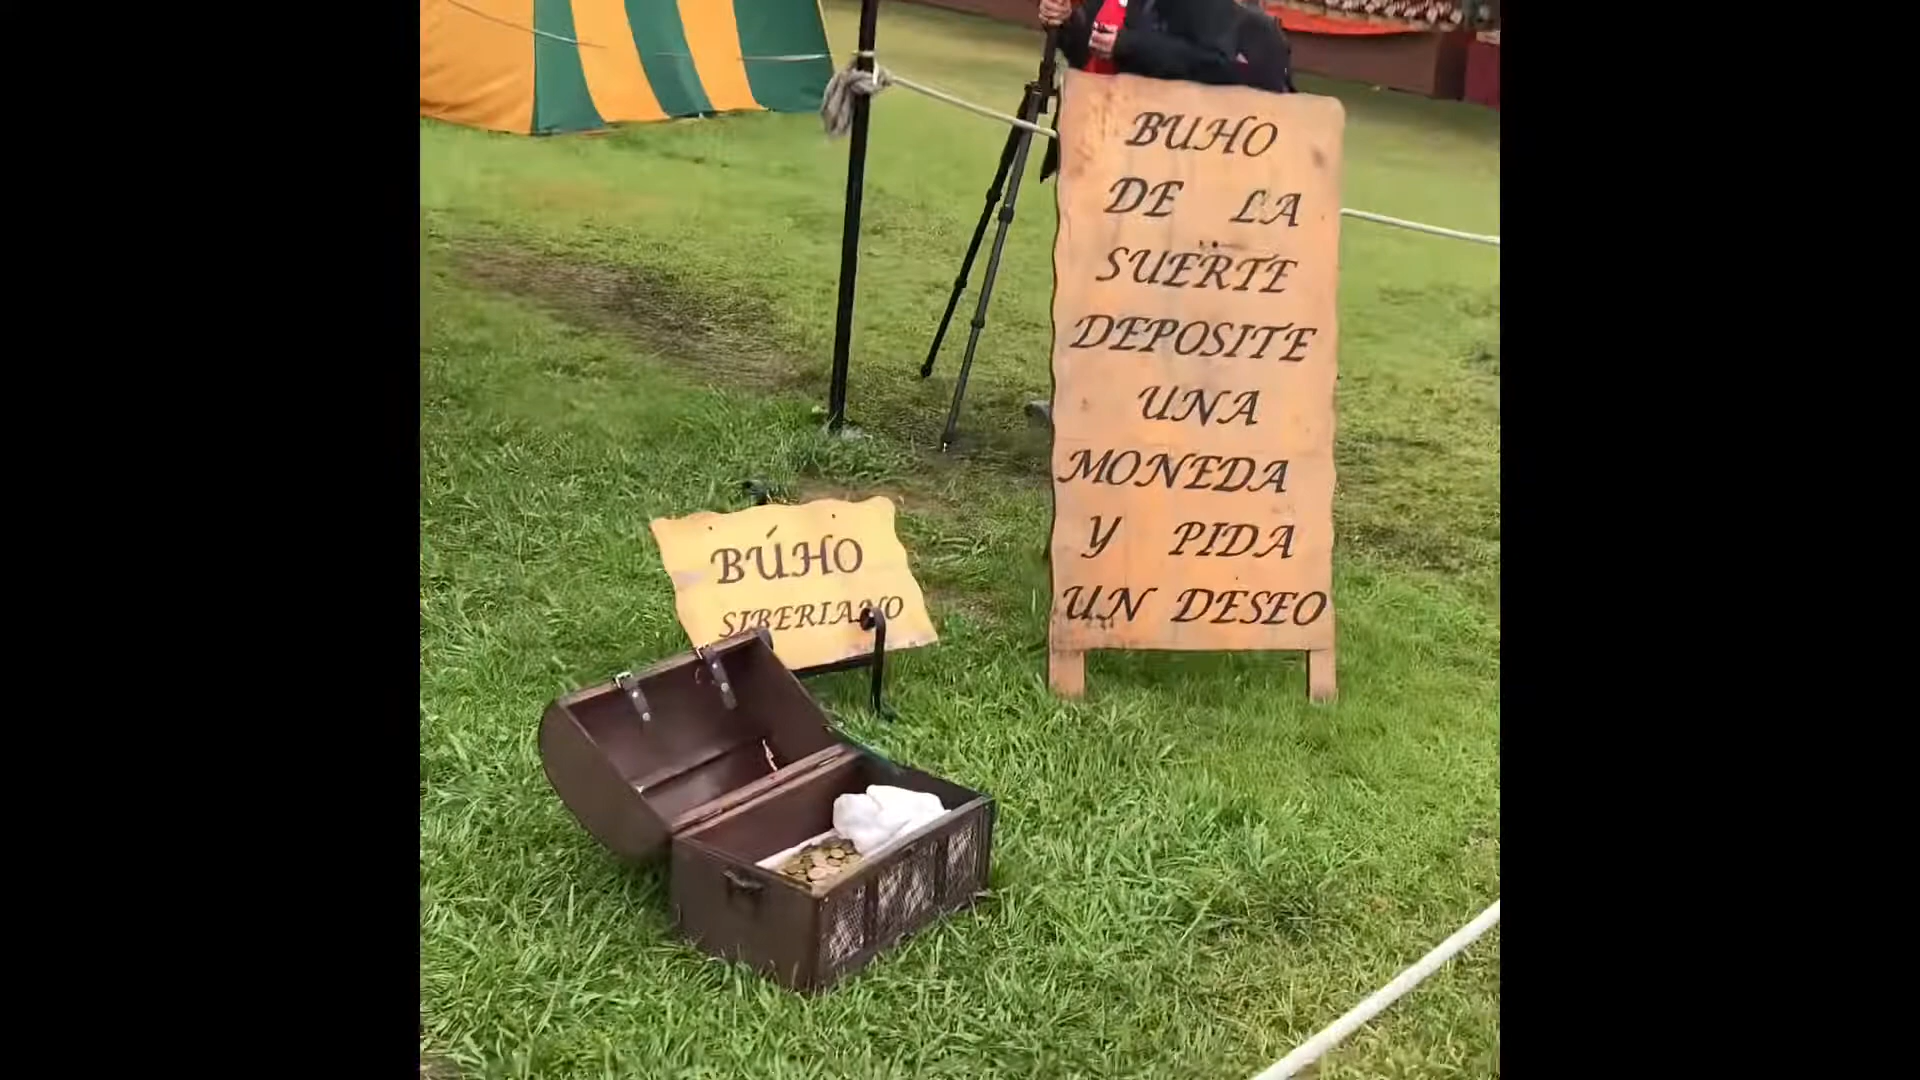 BUHO
DE LA
SUERTE
DEPOSITE
UNA
MONEDA
Y PIDA
UN DESEO
BÚHO
SIBERIANO